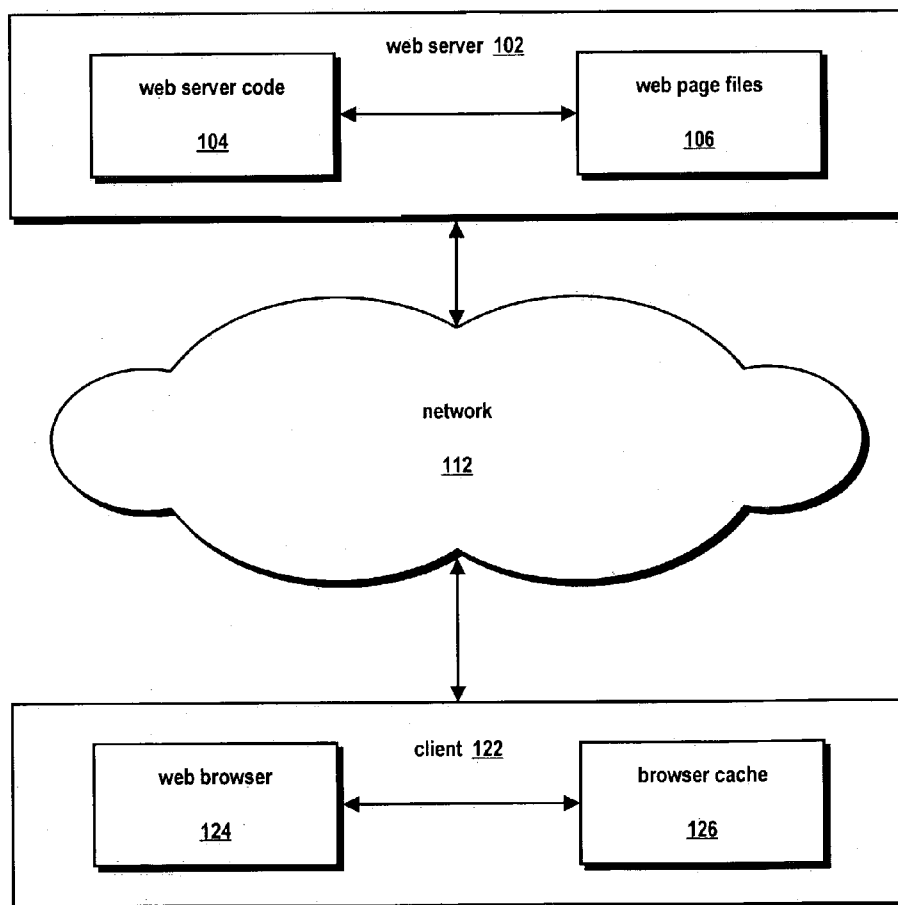 web server 102
web server code
104
web page files
106
network
112
client 122
web browser
124
browser cache
126